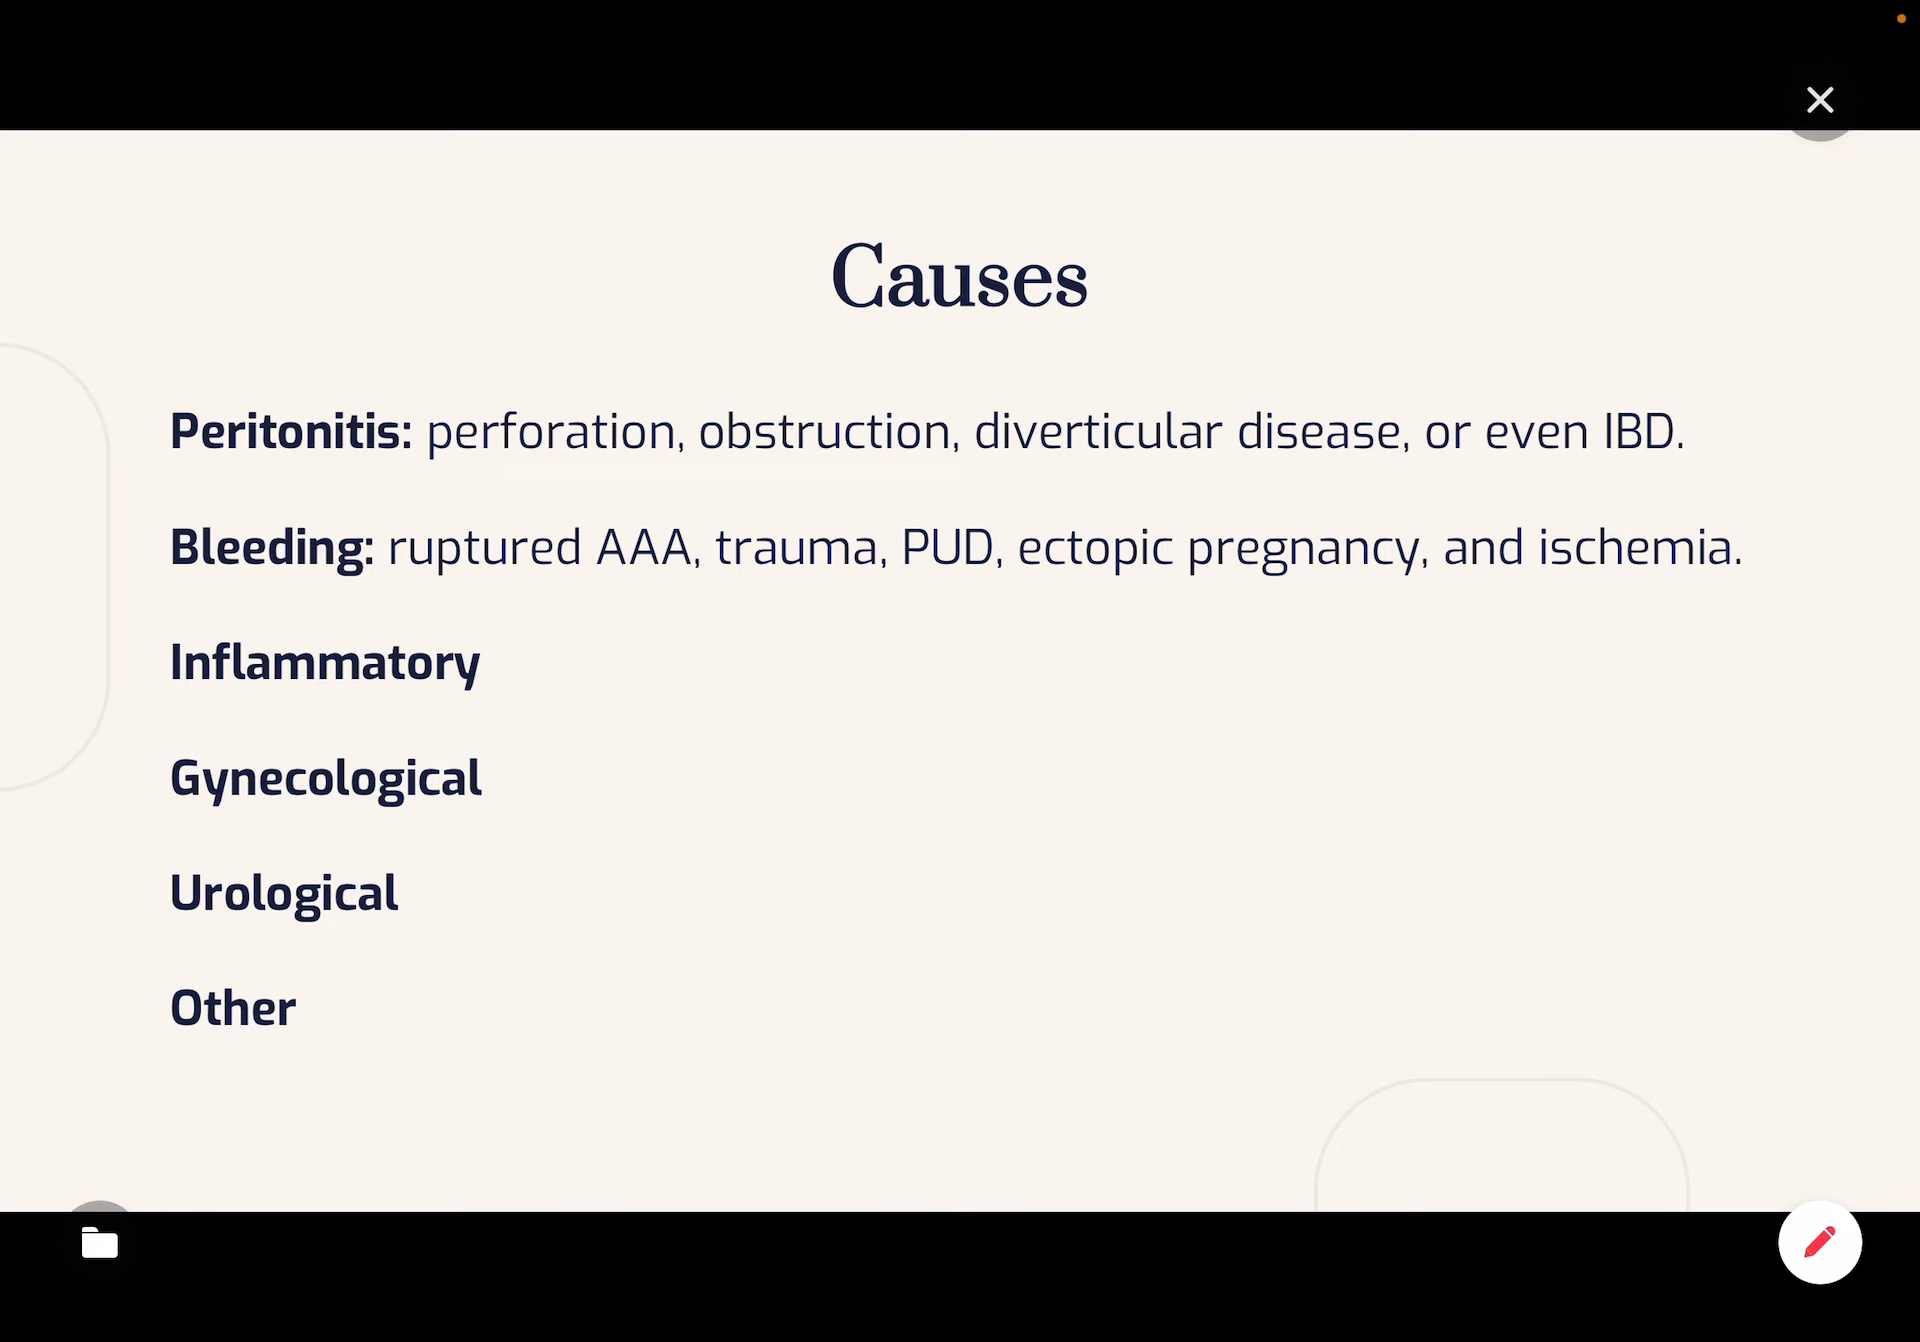 Causes
Peritonitis: perforation, obstruction, diverticular disease, or even IBD.
Bleeding: ruptured AAA, trauma, PUD, ectopic pregnancy, and ischemia.
Inflammatory
Gynecological
Urological
Other